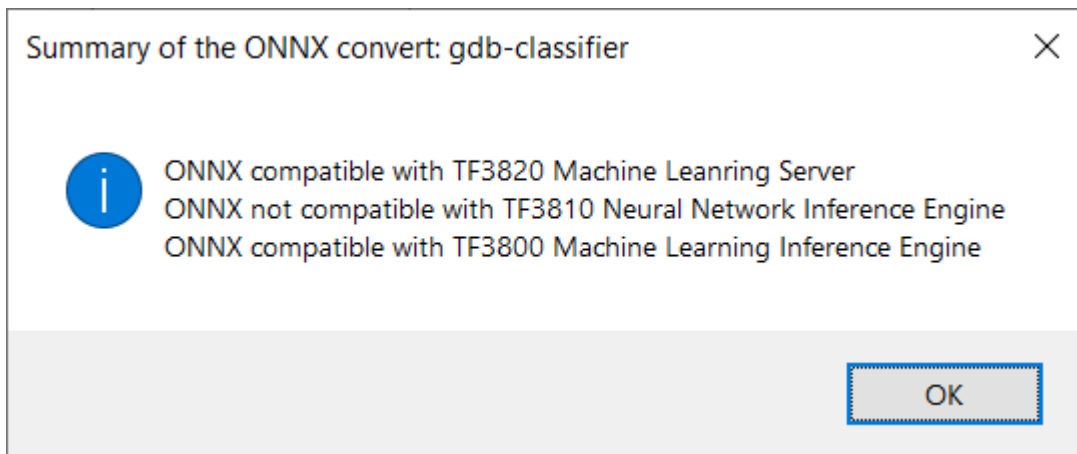 Summary of the ONNX convert: gdb-classifier
ONNX compatible with TF3820 Machine Leanring Server
ONNX not compatible with TF3810 Neural Network Inference Engine
ONNX compatible with TF3800 Machine Learning Inference Engine
OK